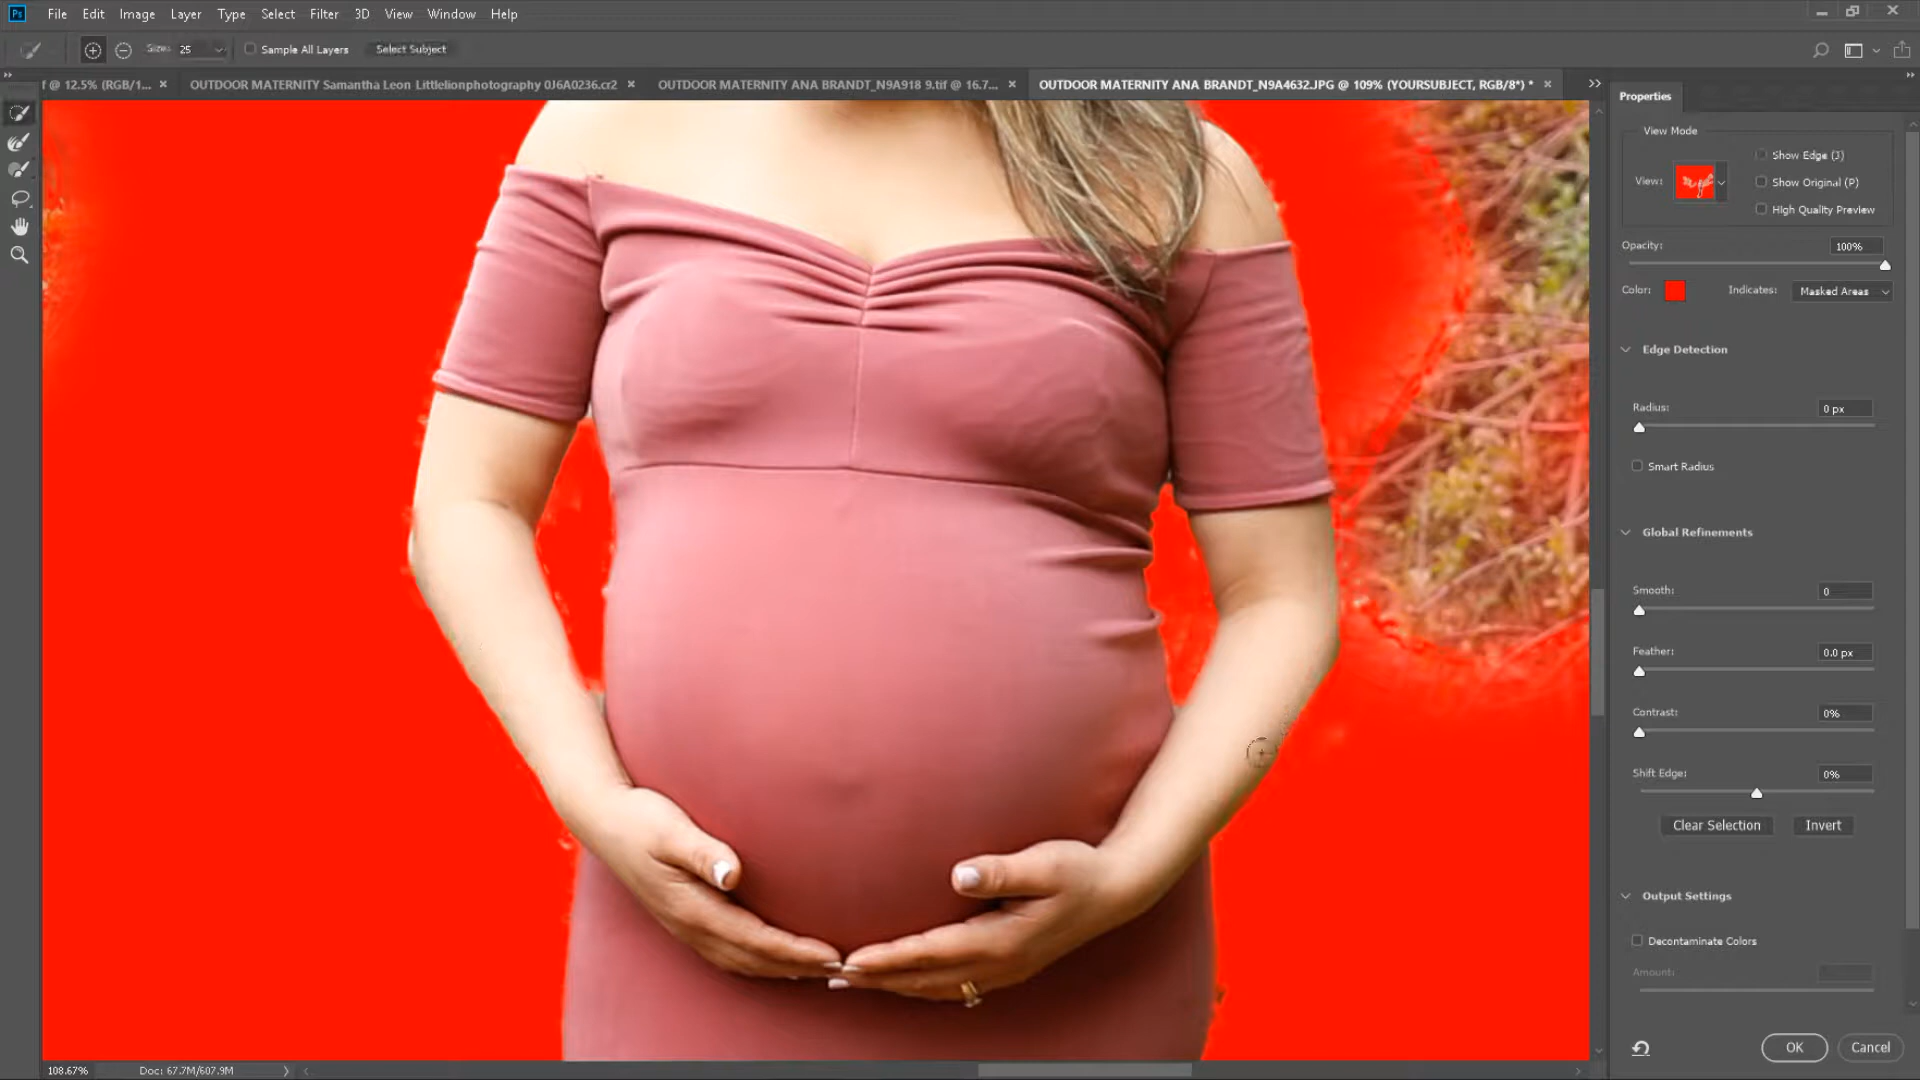 Ps File Edit Image Layer Type Select Filter 3D View Window Help
Size: 25 Sample All Layers Select Subject
f @ 12.5% (RGB/1... × OUTDOOR MATERNITY Samantha Leon Littlelionphotography 0J6A0236.cr2 × OUTDOOR MATERNITY ANA BRANDT_N9A918 9.tif @ 16.7... × OUTDOOR MATERNITY ANA BRANDT_N9A4632.JPG @ 109% (YOURSUBJECT, RGB/8*) * ×
Properties
View Mode
Show Edge (J)
View: Show Original (P)
High Quality Preview
Opacity: 100%
Color: Indicates: Masked Areas
Edge Detection
Radius: 0 px
Smart Radius
Global Refinements
Smooth: 0
Feather: 0.0 px
Contrast: 0%
Shift Edge: 0%
Clear Selection Invert
Output Settings
Decontaminate Colors
Amount:
OK Cancel
108.67% Doc: 67.7M/607.9M